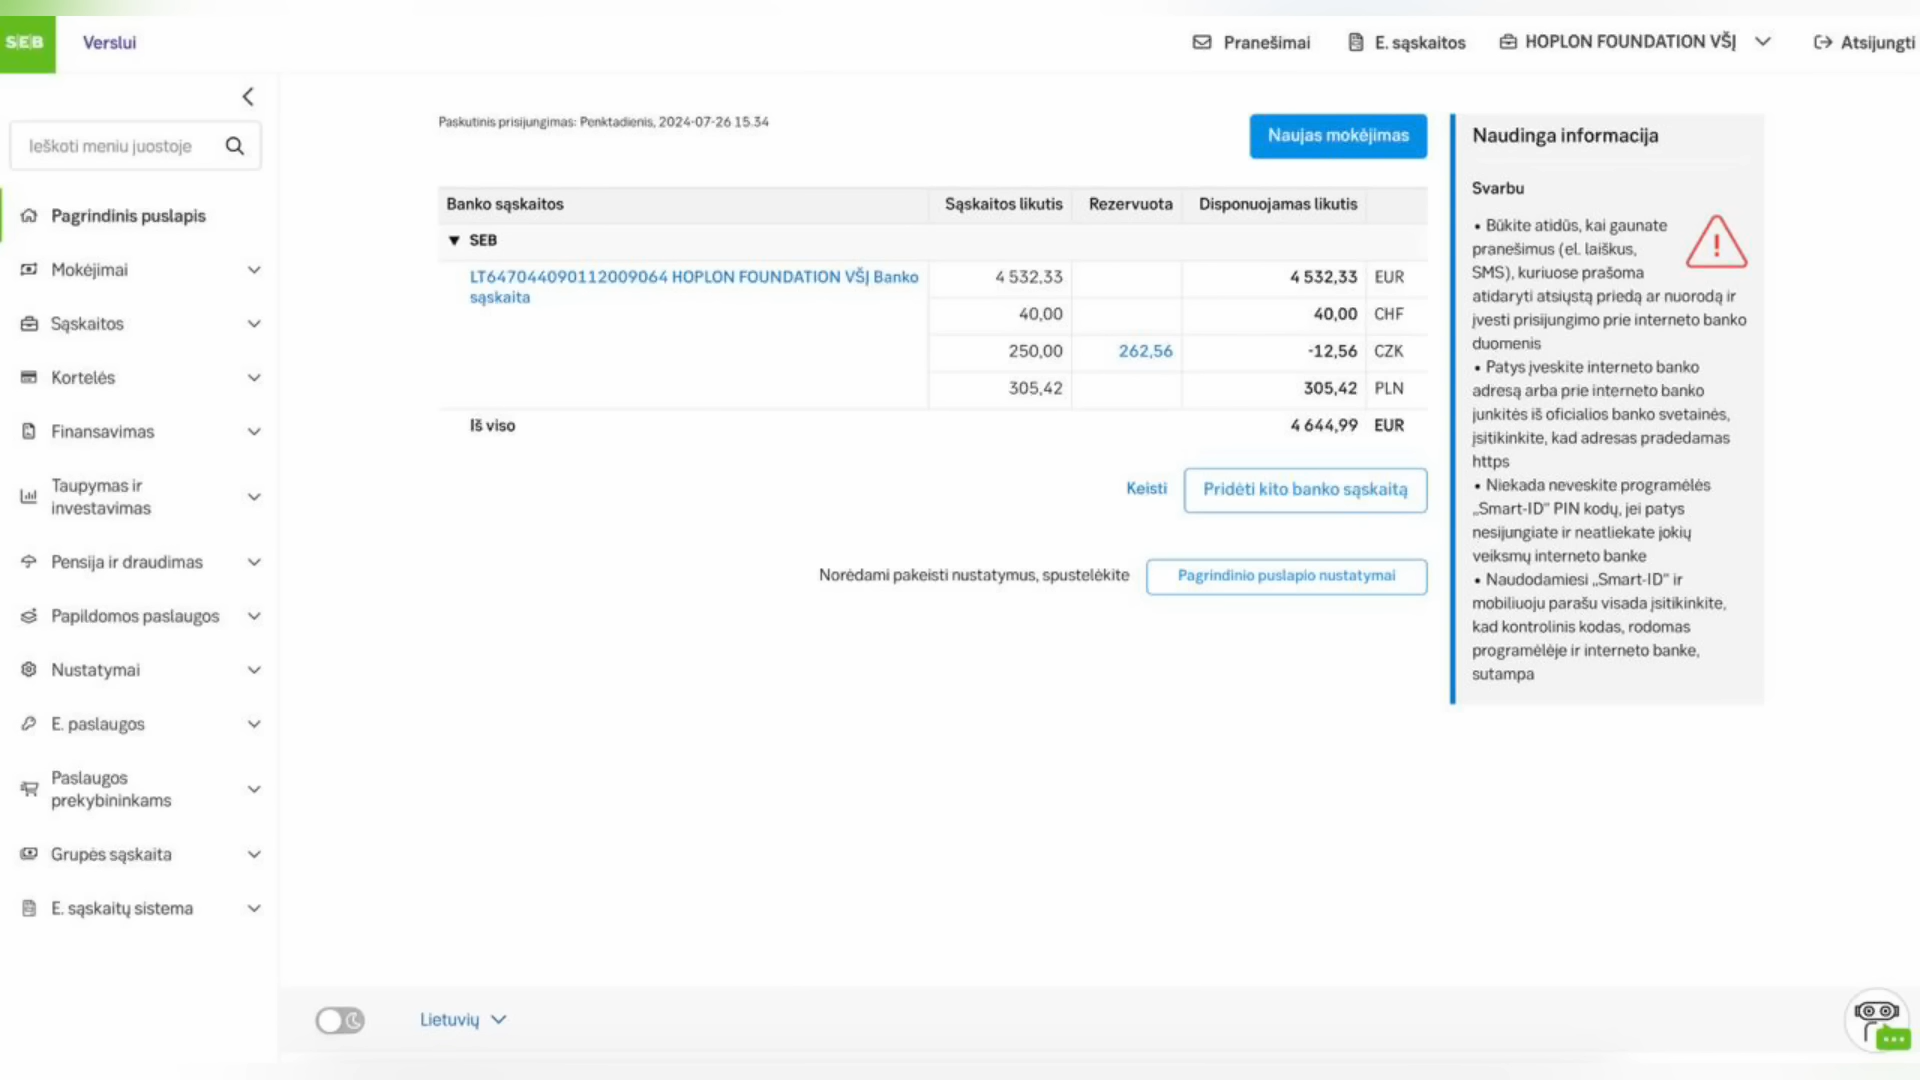 SEB
Verslui
Pranešimai
E. sąskaitos
HOPLON FOUNDATION VŠĮ
Atsijungti
Ieškoti meniu juostoje
Pagrindinis puslapis
Mokėjimai
Sąskaitos
Kortelės
Finansavimas
Taupymas ir
investavimas
Pensija ir draudimas
Papildomos paslaugos
Nustatymai
E. paslaugos
Paslaugos
prekybininkams
Grupės sąskaita
E. sąskaitų sistema
Paskutinis prisijungimas: Penktadienis, 2024-07-26 15.34
Naujas mokėjimas
Banko sąskaitos Sąskaitos likutis Rezervuota Disponuojamas likutis
SEB
LT647044090112009064 HOPLON FOUNDATION VŠĮ Banko
sąskaita
4 532,33 4 532,33 EUR
40,00 40,00 CHF
250,00 262,56 -12,56 CZK
305,42 305,42 PLN
Iš viso 4 644,99 EUR
Keisti
Pridėti kito banko sąskaitą
Norėdami pakeisti nustatymus, spustelėkite
Pagrindinio puslapio nustatymai
Naudinga informacija
Svarbu
• Būkite atidūs, kai gaunate
pranešimus (el. laiškus,
SMS), kuriuose prašoma
atidaryti atsiųstą priedą ar nuorodą ir
įvesti prisijungimo prie interneto banko
duomenis
• Patys įveskite interneto banko
adresą arba prie interneto banko
junkitės iš oficialios banko svetainės,
įsitikinkite, kad adresas pradedamas
https
• Niekada neveskite programėlės
„Smart-ID“ PIN kodų, jei patys
nesijungiate ir neatliekate jokių
veiksmų interneto banke
• Naudodamiesi „Smart-ID“ ir
mobiliuoju parašu visada įsitikinkite,
kad kontrolinis kodas, rodomas
programėlėje ir interneto banke,
sutampa
Lietuvių